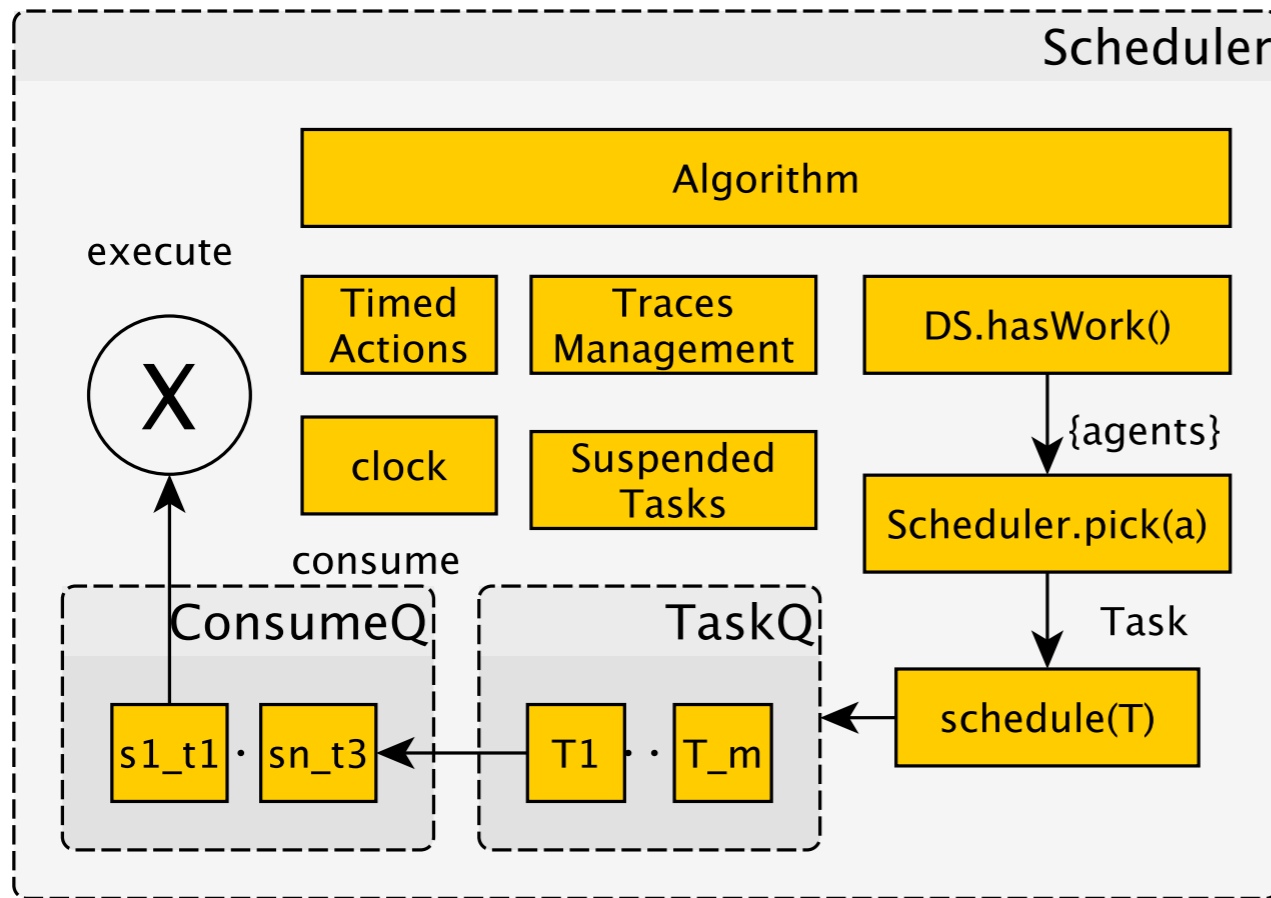 Scheduler
Algorithm
execute
Timed
Actions
Traces
Management
DS.hasWork()
X
{agents}
clock
Suspended
Tasks
Scheduler.pick(a)
consume
ConsumeQ
TaskQ
Task
s1_t1
.
sn_t3
T1
. .
T_m
schedule(T)